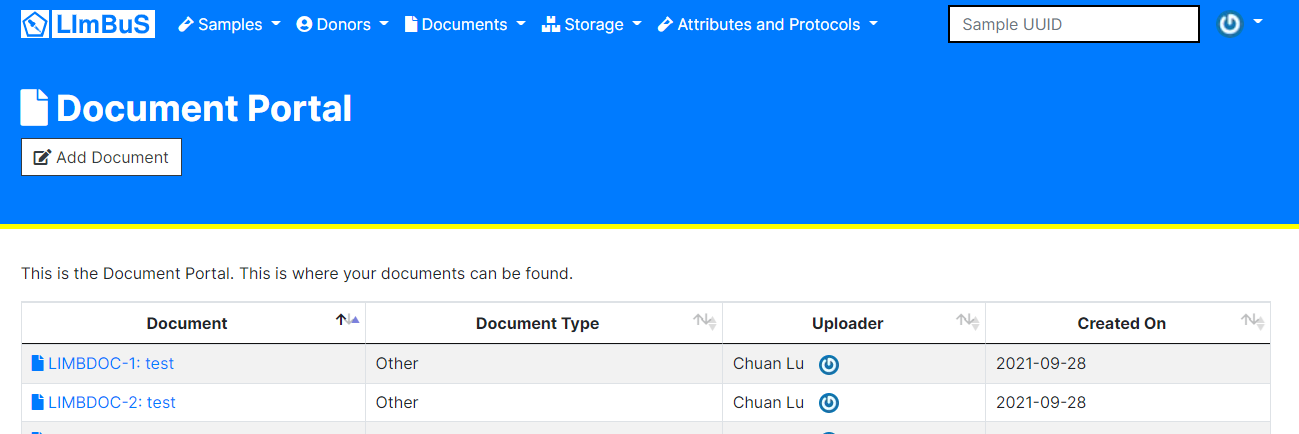 LImBuS Samples Donors Documents Storage Attributes and Protocols Sample UUID
Document Portal
Add Document
This is the Document Portal. This is where your documents can be found.
Document Document Type Uploader Created On
LIMBDOC-1: test Other Chuan Lu 2021-09-28
LIMBDOC-2: test Other Chuan Lu 2021-09-28